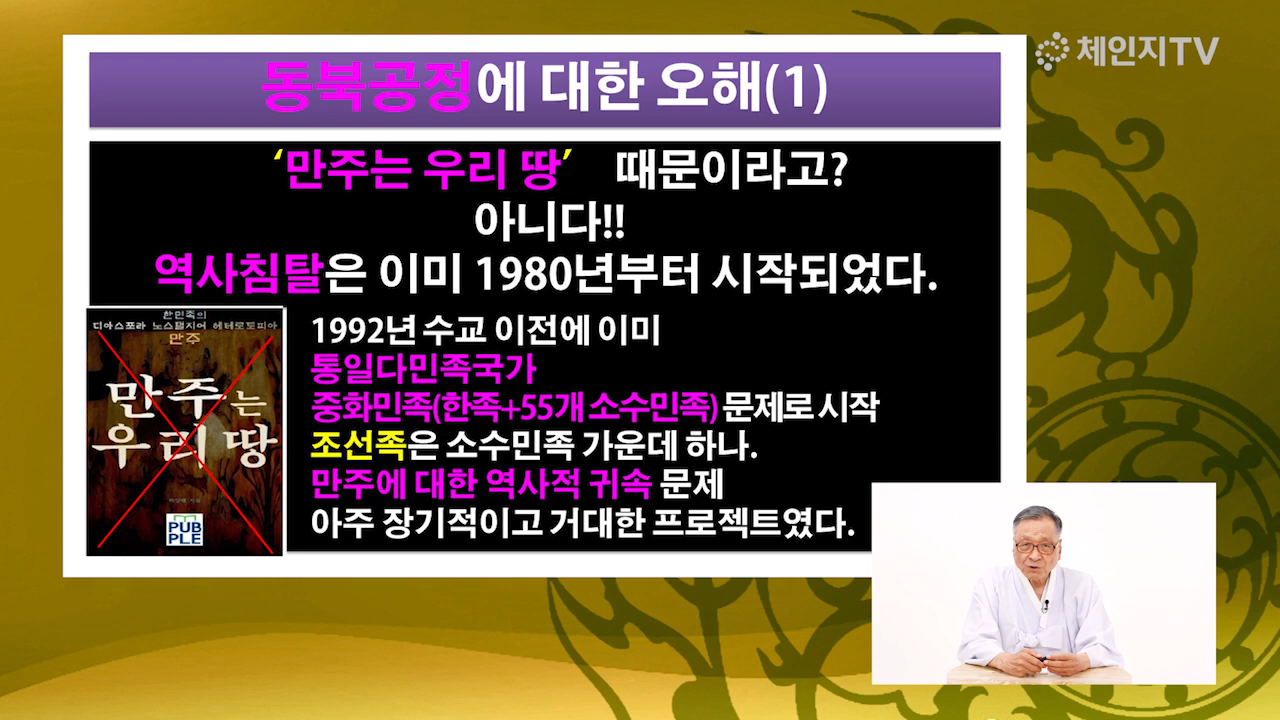 체인지TV
동북공정에 대한 오해(1)
‘만주는 우리 땅’ 때문이라고?
아니다!!
역사침탈은 이미 1980년부터 시작되었다.
한민족의
디아스포라 노스탤지어 헤테로토피아
만주
만주는
우리 땅
PUB
PLE
1992년 수교 이전에 이미
통일다민족국가
중화민족(한족+55개 소수민족) 문제로 시작
조선족은 소수민족 가운데 하나.
만주에 대한 역사적 귀속 문제
아주 장기적이고 거대한 프로젝트였다.